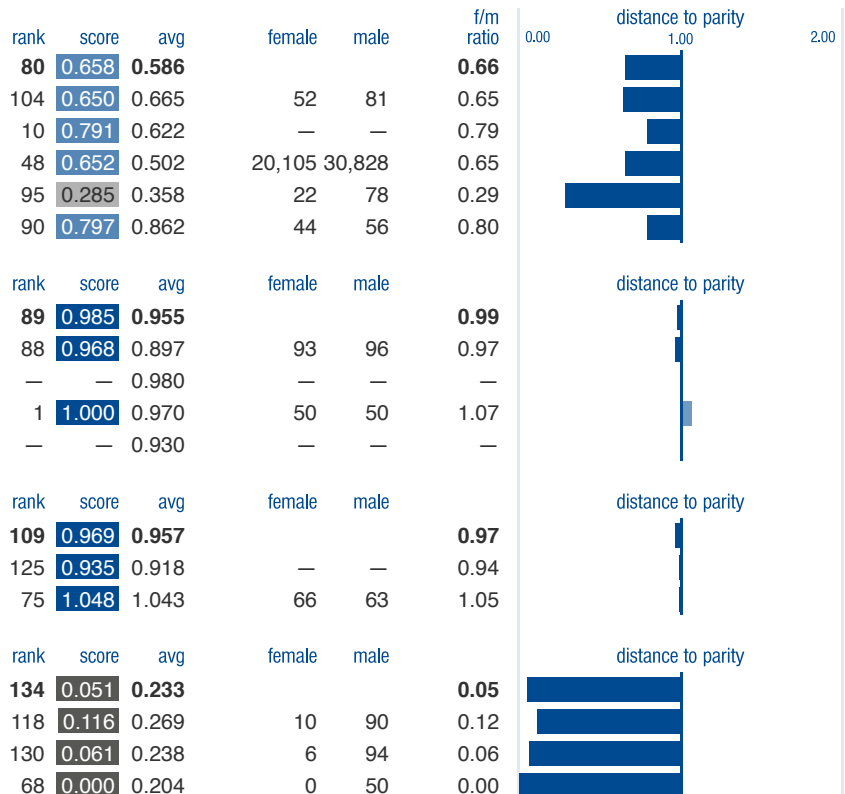 f/m distance to parity
rank score avg female male ratio 0.00 1.00 2.00
80 0.658 0.586 0.66
104 0.650 0.665 52 81 0.65
10 0.791 0.622 — — 0.79
48 0.652 0.502 20,105 30,828 0.65
95 0.285 0.358 22 78 0.29
90 0.797 0.862 44 56 0.80
rank score avg female male distance to parity
89 0.985 0.955 0.99
88 0.968 0.897 93 96 0.97
— — 0.980 — — —
1 1.000 0.970 50 50 1.07
— — 0.930 — — —
rank score avg female male distance to parity
109 0.969 0.957 0.97
125 0.935 0.918 — — 0.94
75 1.048 1.043 66 63 1.05
rank score avg female male distance to parity
134 0.051 0.233 0.05
118 0.116 0.269 10 90 0.12
130 0.061 0.238 6 94 0.06
68 0.000 0.204 0 50 0.00